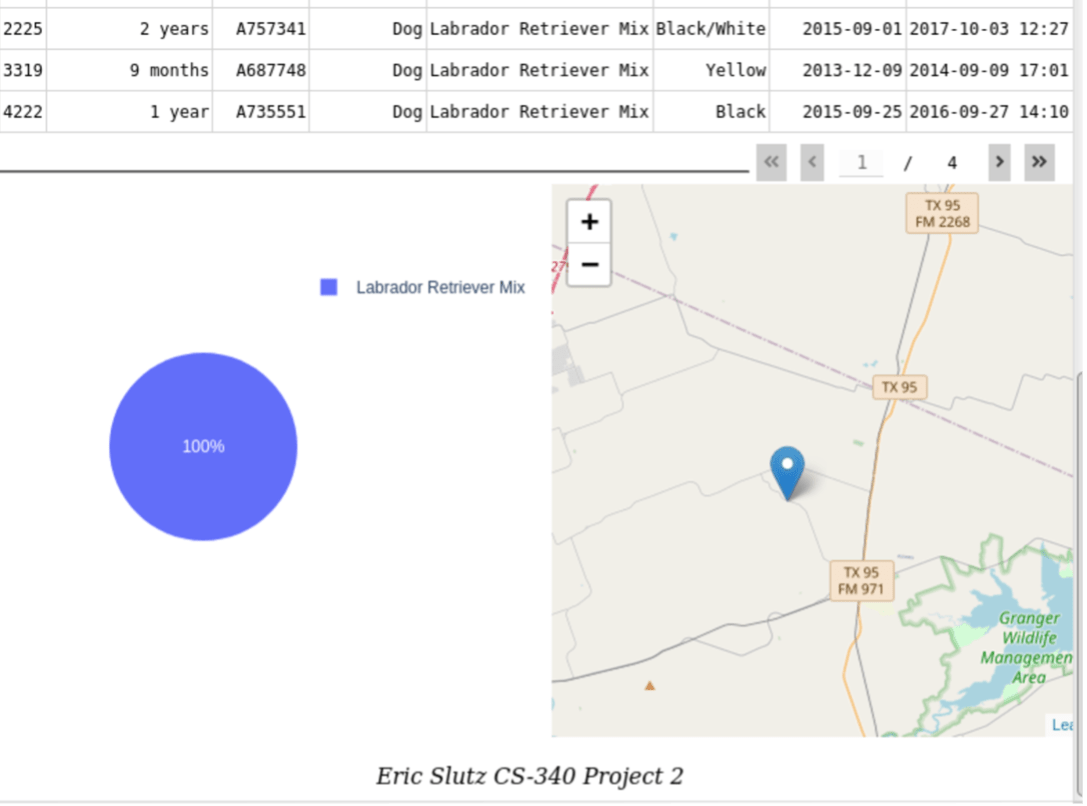 2225 2 years A757341 Dog Labrador Retriever Mix Black/White 2015-09-01 2017-10-03 12:27
3319 9 months A687748 Dog Labrador Retriever Mix Yellow 2013-12-09 2014-09-09 17:01
4222 1 year A735551 Dog Labrador Retriever Mix Black 2015-09-25 2016-09-27 14:10
« ‹ 1 / 4 › »
TX 95
FM 2268
+
−
Labrador Retriever Mix
TX 95
100%
TX 95
FM 971
Granger
Wildlife
Managemen
Area
Lea
Eric Slutz CS-340 Project 2